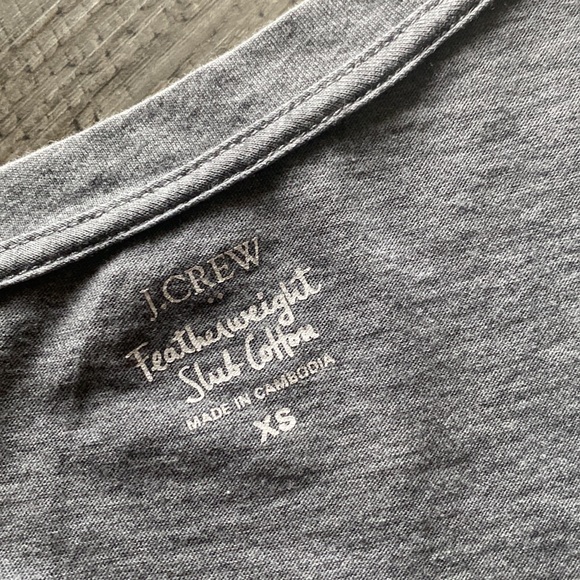 J.CREW
Featherweight
Slub Cotton
MADE IN CAMBODIA
XS